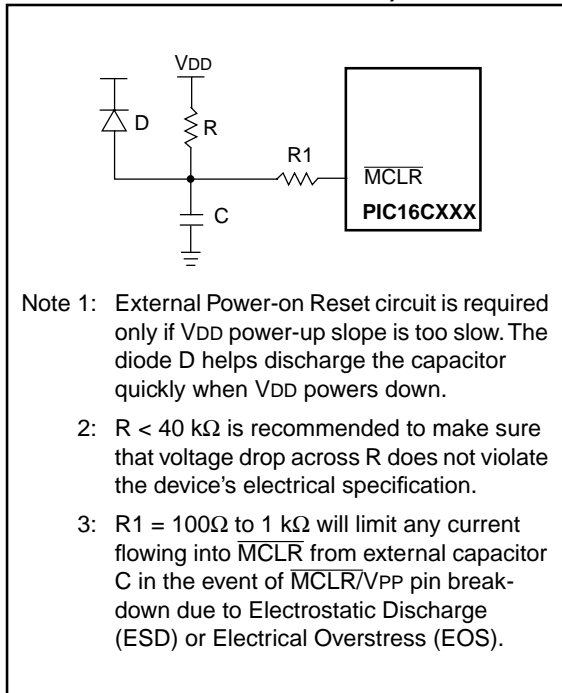 VDD
D
R
R1
MCLR
PIC16CXXX
C
Note 1: External Power-on Reset circuit is required
only if VDD power-up slope is too slow. The
diode D helps discharge the capacitor
quickly when VDD powers down.
2: R < 40 kΩ is recommended to make sure
that voltage drop across R does not violate
the device's electrical specification.
3: R1 = 100Ω to 1 kΩ will limit any current
flowing into MCLR from external capacitor
C in the event of MCLR/VPP pin break-
down due to Electrostatic Discharge
(ESD) or Electrical Overstress (EOS).